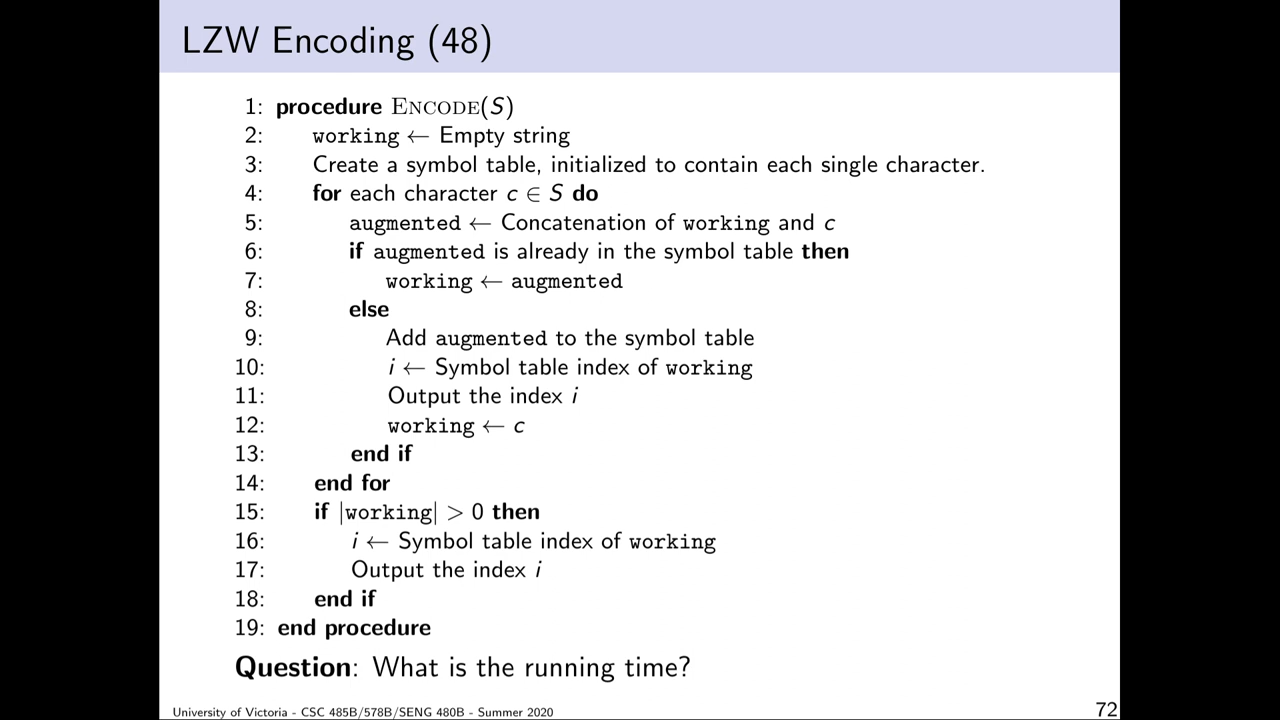 LZW Encoding (48)
1: procedure ENCODE(S)
2: working ← Empty string
3: Create a symbol table, initialized to contain each single character.
4: for each character c ∈ S do
5: augmented ← Concatenation of working and c
6: if augmented is already in the symbol table then
7: working ← augmented
8: else
9: Add augmented to the symbol table
10: i ← Symbol table index of working
11: Output the index i
12: working ← c
13: end if
14: end for
15: if |working| > 0 then
16: i ← Symbol table index of working
17: Output the index i
18: end if
19: end procedure
Question: What is the running time?
University of Victoria - CSC 485B/578B/SENG 480B - Summer 2020 72